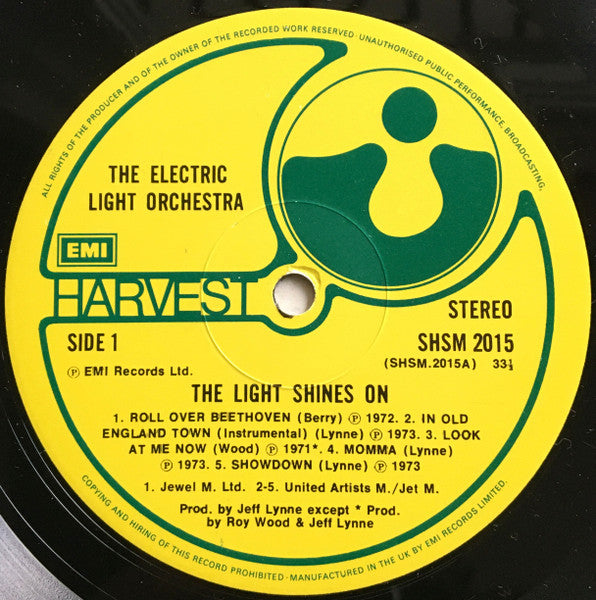 ALL RIGHTS OF THE PRODUCER AND OF THE OWNER OF THE RECORDED WORK RESERVED · UNAUTHORISED PUBLIC PERFORMANCE, BROADCASTING,
THE ELECTRIC
LIGHT ORCHESTRA
EMI
HARVEST
STEREO
SIDE 1
SHSM 2015
(SHSM.2015A) 33⅓
Ⓟ EMI Records Ltd.
THE LIGHT SHINES ON
1. ROLL OVER BEETHOVEN (Berry) Ⓟ 1972. 2. IN OLD
ENGLAND TOWN (Instrumental) (Lynne) Ⓟ 1973. 3. LOOK
AT ME NOW (Wood) Ⓟ 1971*. 4. MOMMA (Lynne)
Ⓟ 1973. 5. SHOWDOWN (Lynne) Ⓟ 1973
1. Jewel M. Ltd. 2-5. United Artists M./Jet M.
Prod. by Jeff Lynne except * Prod.
by Roy Wood & Jeff Lynne
COPYING AND HIRING OF THIS RECORD PROHIBITED · MANUFACTURED IN THE UK BY EMI RECORDS LIMITED.